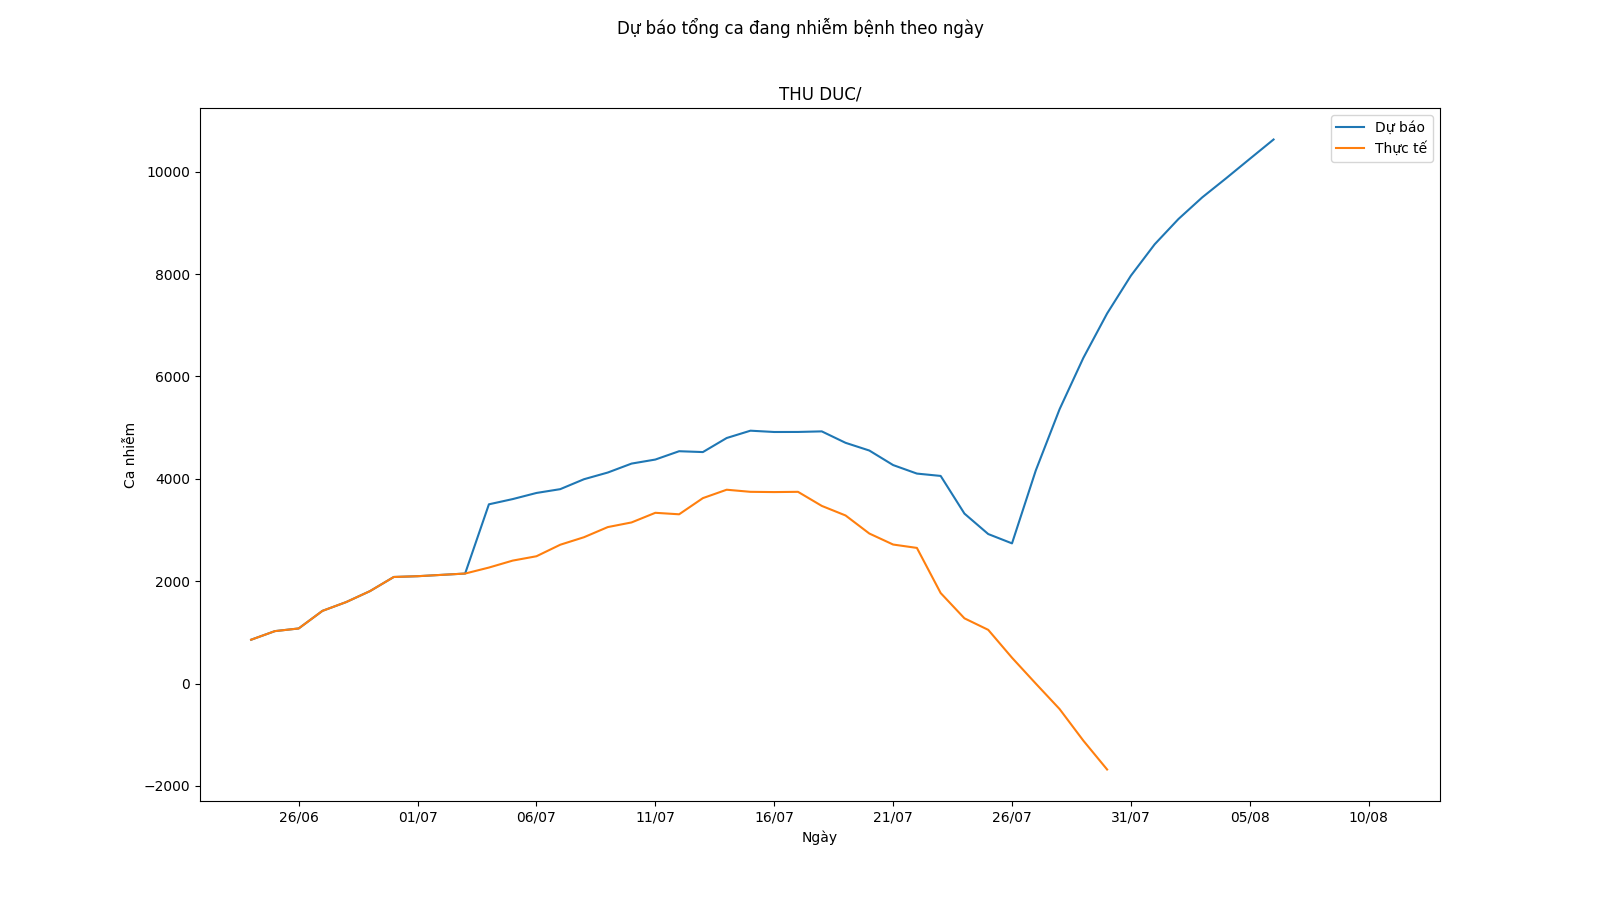 Dự báo tổng ca đang nhiễm bệnh theo ngày
THU DUC/
Dự báo
Thực tế
10000
8000
6000
4000
2000
0
−2000
Ca nhiễm
26/06 01/07 06/07 11/07 16/07 21/07 26/07 31/07 05/08 10/08
Ngày